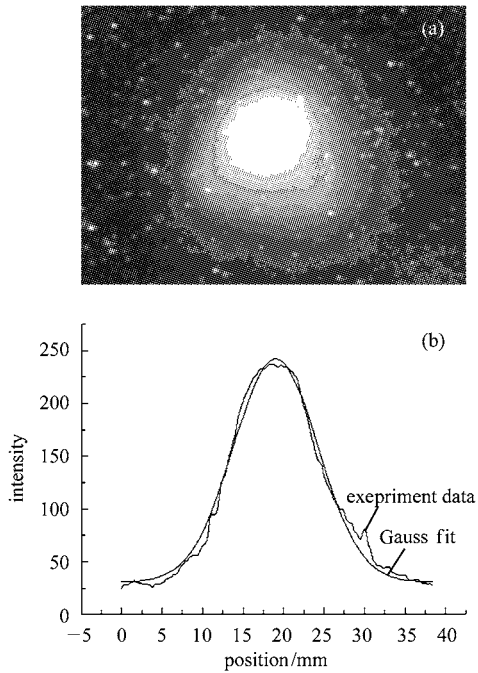 (a)
(b)
250
200
150
100
50
0
intensity
exepriment data
Gauss fit
−5 0 5 10 15 20 25 30 35 40
position/mm